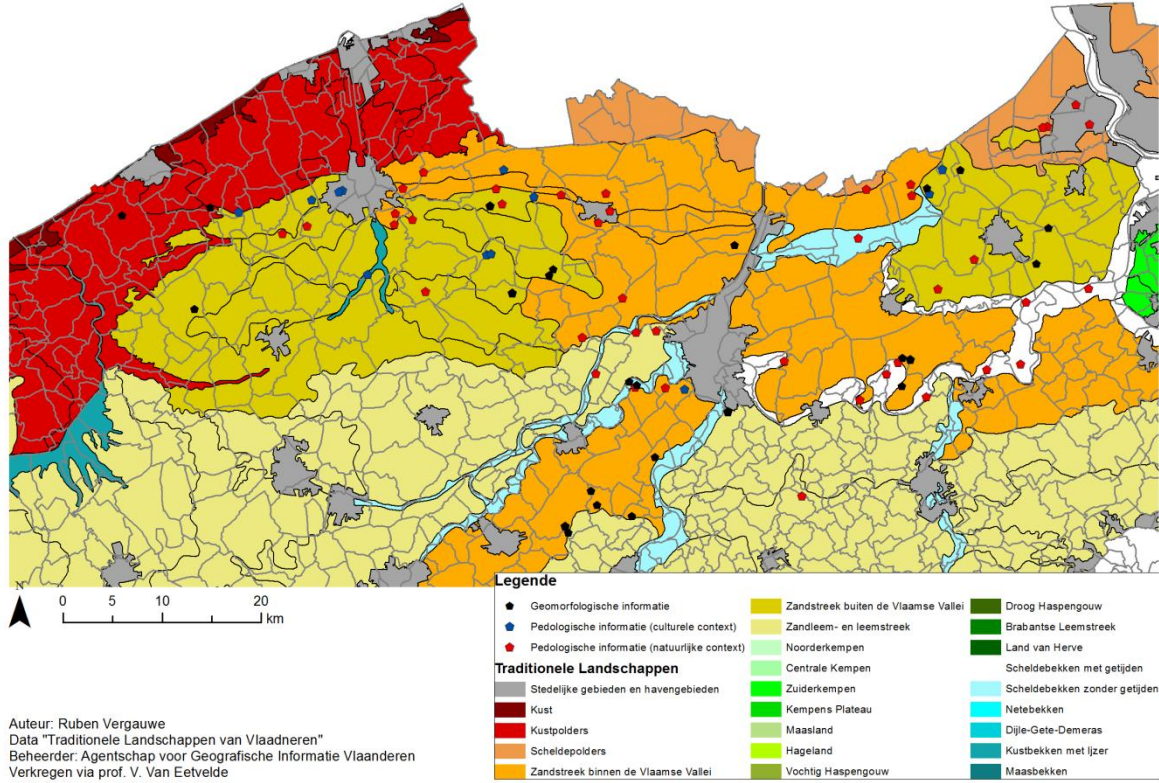 N
0 5 10 20
km
Legende
Geomorfologische informatie
Pedologische informatie (culturele context)
Pedologische informatie (natuurlijke context)
Traditionele Landschappen
Stedelijke gebieden en havengebieden
Kust
Kustpolders
Scheldepolders
Zandstreek binnen de Vlaamse Vallei
Zandstreek buiten de Vlaamse Vallei
Zandleem- en leemstreek
Noorderkempen
Centrale Kempen
Zuiderkempen
Kempens Plateau
Maasland
Hageland
Vochtig Haspengouw
Droog Haspengouw
Brabantse Leemstreek
Land van Herve
Scheldebekken met getijden
Scheldebekken zonder getijden
Netebekken
Dijle-Gete-Demeras
Kustbekken met Ijzer
Maasbekken
Auteur: Ruben Vergauwe
Data "Traditionele Landschappen van Vlaadneren"
Beheerder: Agentschap voor Geografische Informatie Vlaanderen
Verkregen via prof. V. Van Eetvelde